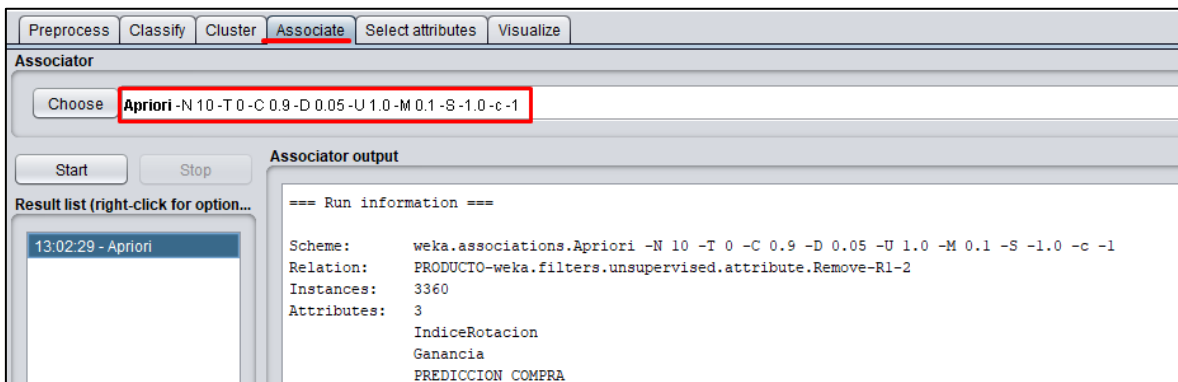 Preprocess Classify Cluster Associate Select attributes Visualize
Associator
Choose Apriori -N 10 -T 0 -C 0.9 -D 0.05 -U 1.0 -M 0.1 -S -1.0 -c -1
Start Stop
Associator output
Result list (right-click for option...
13:02:29 - Apriori
=== Run information ===
Scheme: weka.associations.Apriori -N 10 -T 0 -C 0.9 -D 0.05 -U 1.0 -M 0.1 -S -1.0 -c -1
Relation: PRODUCTO-weka.filters.unsupervised.attribute.Remove-R1-2
Instances: 3360
Attributes: 3
IndiceRotacion
Ganancia
PREDICCION COMPRA